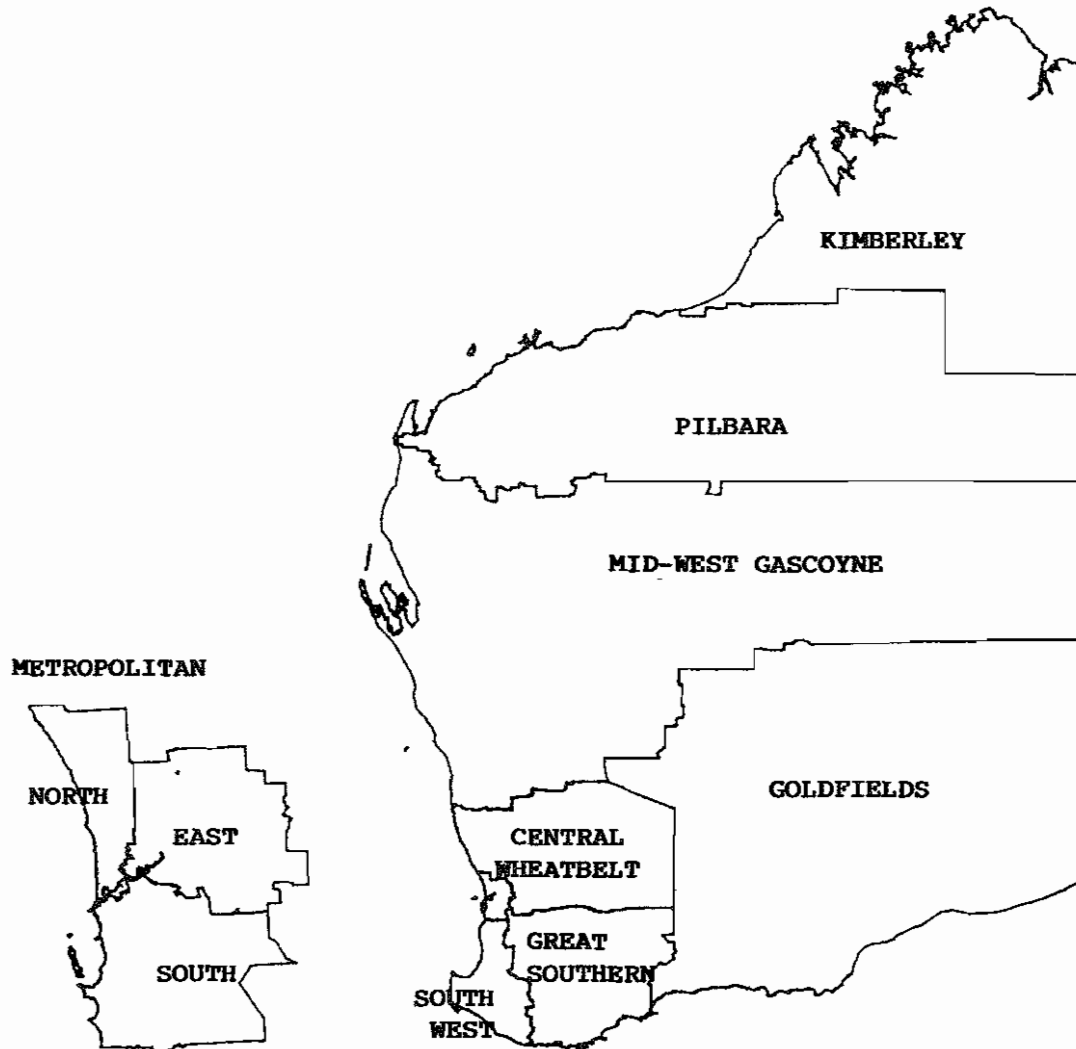 KIMBERLEY
PILBARA
MID-WEST GASCOYNE
METROPOLITAN
NORTH
EAST
SOUTH
GOLDFIELDS
CENTRAL
WHEATBELT
GREAT
SOUTHERN
SOUTH
WEST